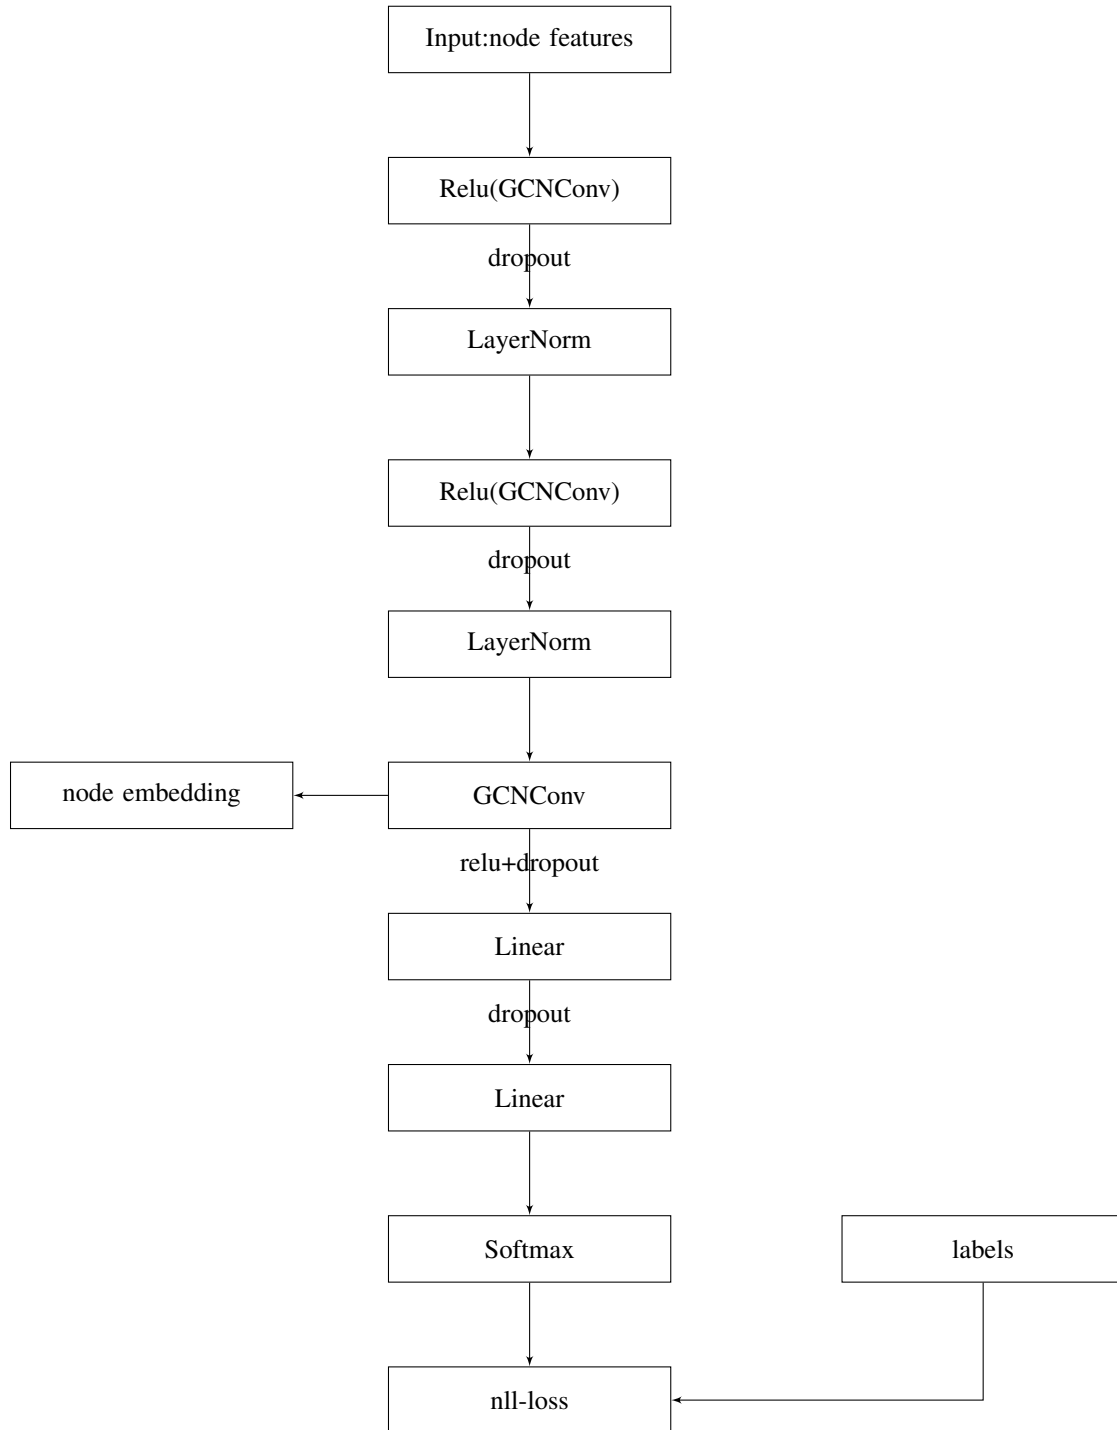 Input:node features
Relu(GCNConv)
dropout
LayerNorm
Relu(GCNConv)
dropout
LayerNorm
node embedding
GCNConv
relu+dropout
Linear
dropout
Linear
Softmax
labels
nll-loss